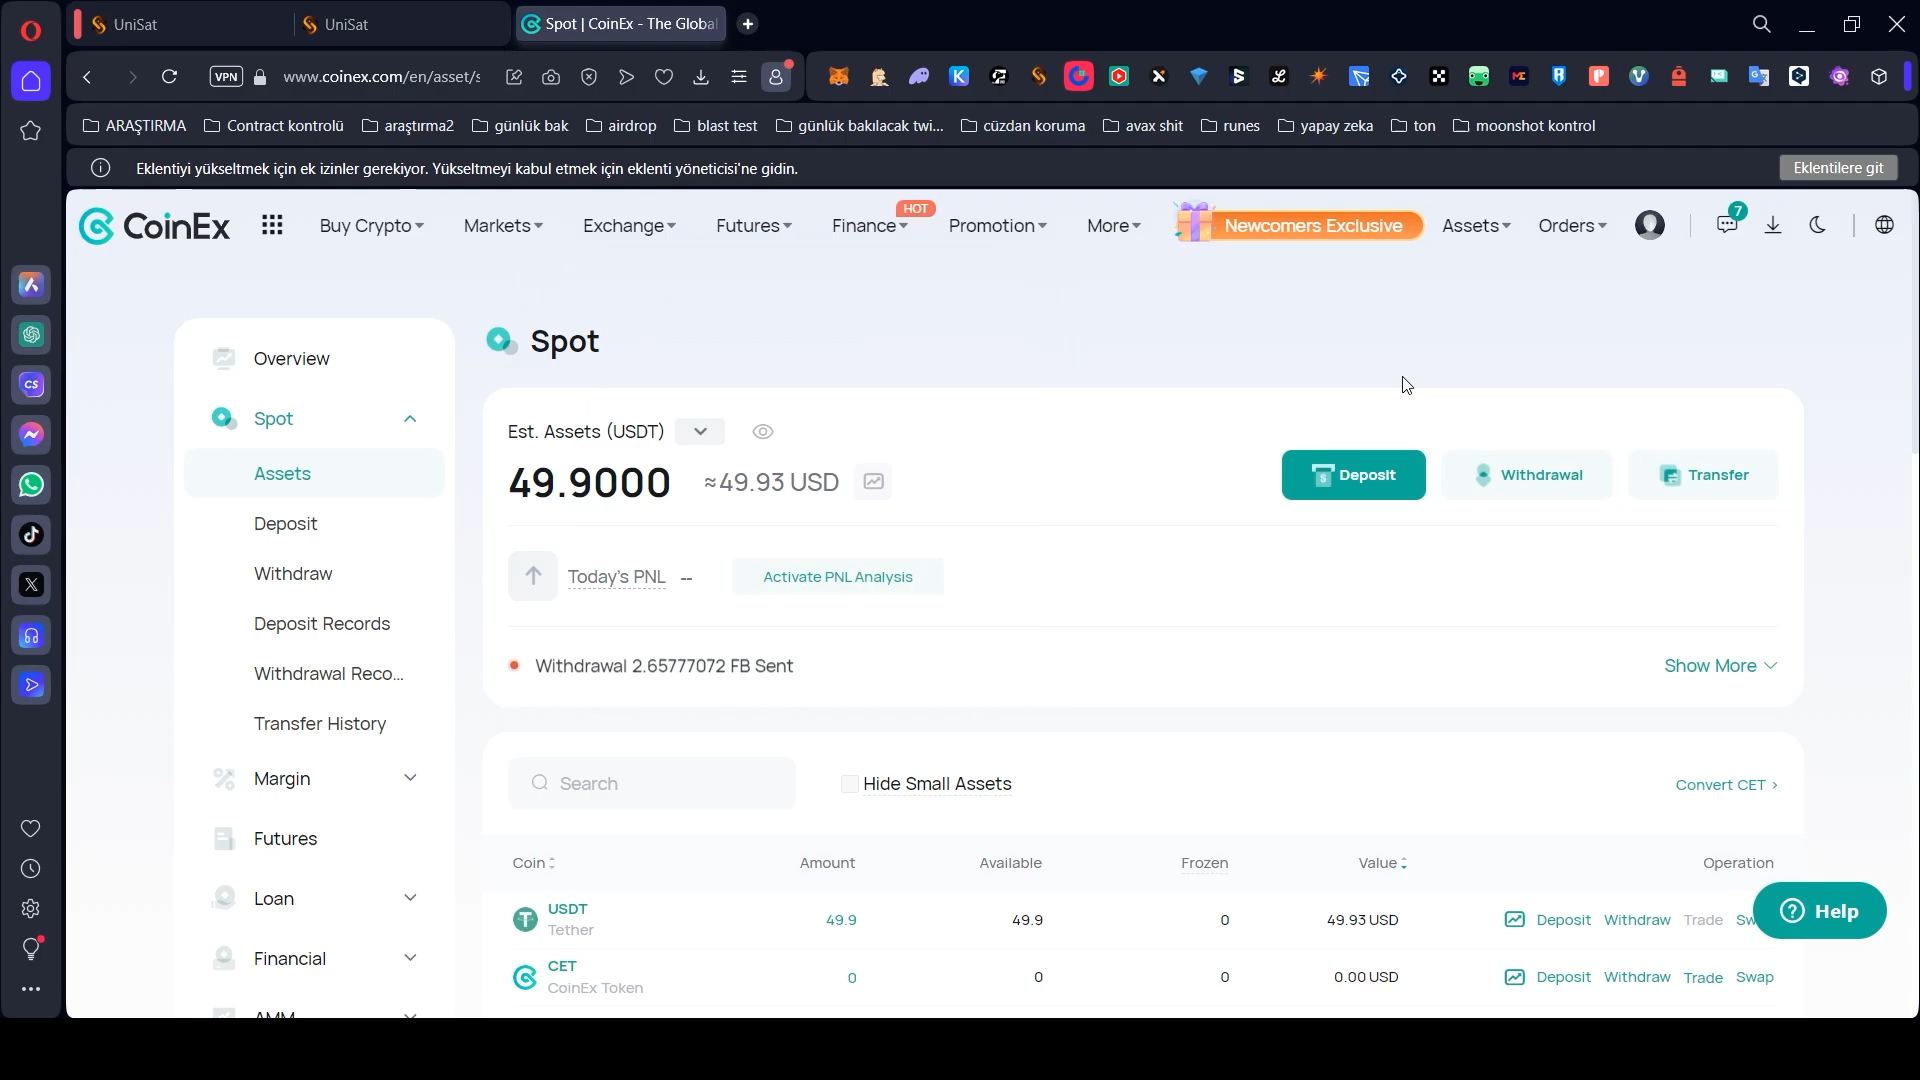 UniSat
UniSat
Spot | CoinEx - The Global
VPN
www.coinex.com/en/asset/s
ARAŞTIRMA
Contract kontrolü
araştırma2
günlük bak
airdrop
blast test
günlük bakılacak twi...
cüzdan koruma
avax shit
runes
yapay zeka
ton
moonshot kontrol
Eklentiyi yükseltmek için ek izinler gerekiyor. Yükseltmeyi kabul etmek için eklenti yöneticisi'ne gidin.
Eklentilere git
CoinEx
Buy Crypto
Markets
Exchange
Futures
Finance
HOT
Promotion
More
Newcomers Exclusive
Assets
Orders
7
CS
Overview
Spot
Assets
Deposit
Withdraw
Deposit Records
Withdrawal Reco...
Transfer History
Margin
Futures
Loan
Financial
AMM
Spot
Est. Assets (USDT)
49.9000 ≈49.93 USD
Deposit
Withdrawal
Transfer
Today's PNL --
Activate PNL Analysis
Withdrawal 2.65777072 FB Sent
Show More
Search
Hide Small Assets
Convert CET >
Coin Amount Available Frozen Value Operation
USDT
Tether
49.9 49.9 0 49.93 USD Deposit Withdraw Trade Sw
CET
CoinEx Token
0 0 0 0.00 USD Deposit Withdraw Trade Swap
Help